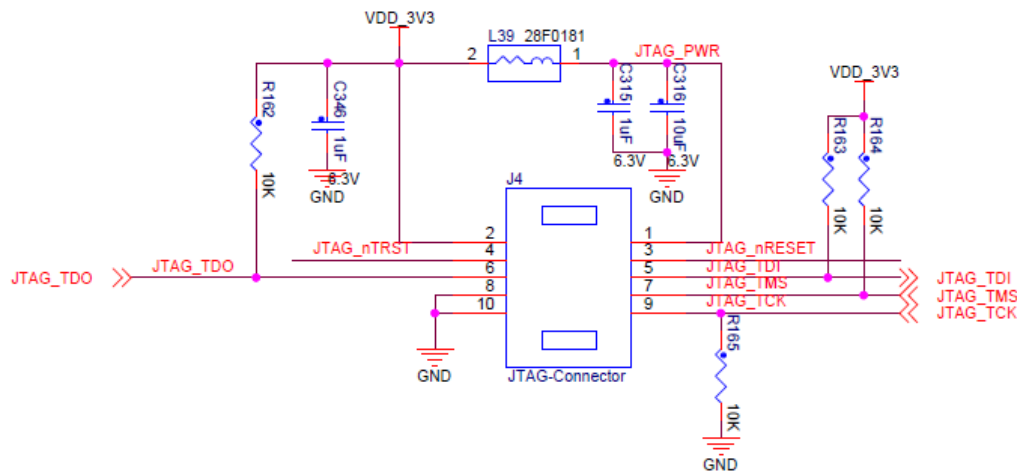 VDD_3V3
L39 28F0181
2
1
JTAG_PWR
R162
10K
C346
1uF
6.3V
GND
C315
1uF
6.3V
C316
10uF
6.3V
GND
VDD_3V3
R163
10K
R164
10K
J4
2
4
6
8
10
1
3
5
7
9
JTAG_nTRST
JTAG_nRESET
JTAG_TDO
JTAG_TDO
JTAG_TDI
JTAG_TDI
JTAG_TMS
JTAG_TMS
JTAG_TCK
JTAG_TCK
GND
JTAG-Connector
R165
10K
GND